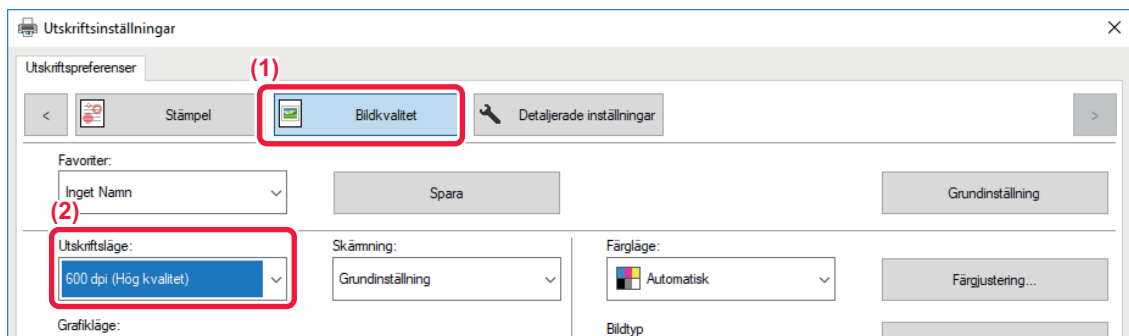 Utskriftsinställningar
Utskriftspreferenser
(1)
< Stämpel Bildkvalitet Detaljerade inställningar >
Favoriter:
Inget Namn Spara Grundinställning
(2)
Utskriftsläge: Skärmning: Färgläge:
600 dpi (Hög kvalitet) Grundinställning Automatisk Färgjustering...
Grafikläge: Bildtyp